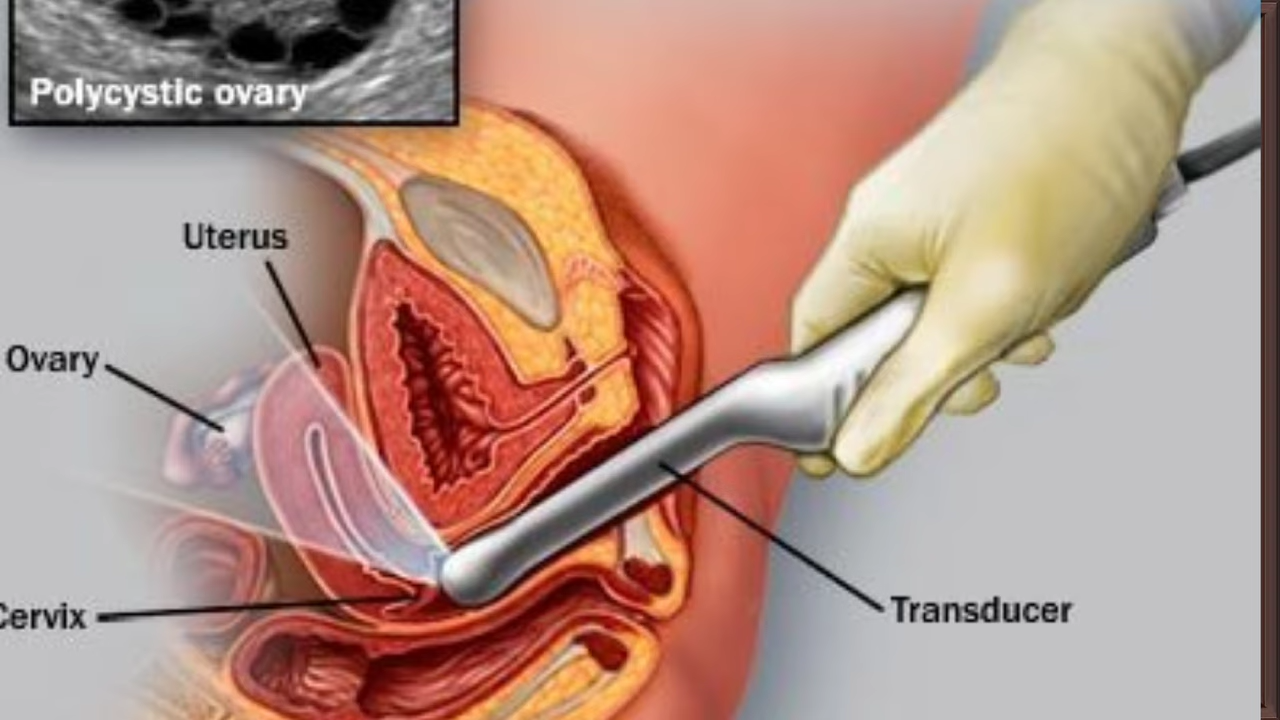 Polycystic ovary
Uterus
Ovary
Cervix
Transducer